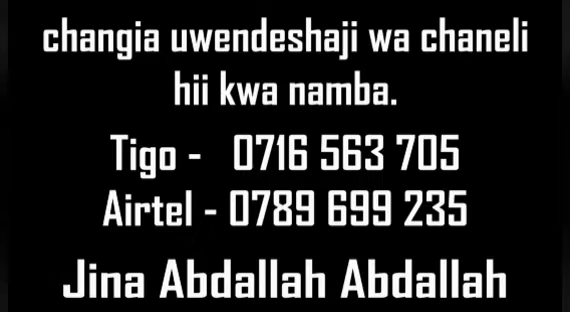 changia uwendeshaji wa chaneli
hii kwa namba.
Tigo - 0716 563 705
Airtel - 0789 699 235
Jina Abdallah Abdallah